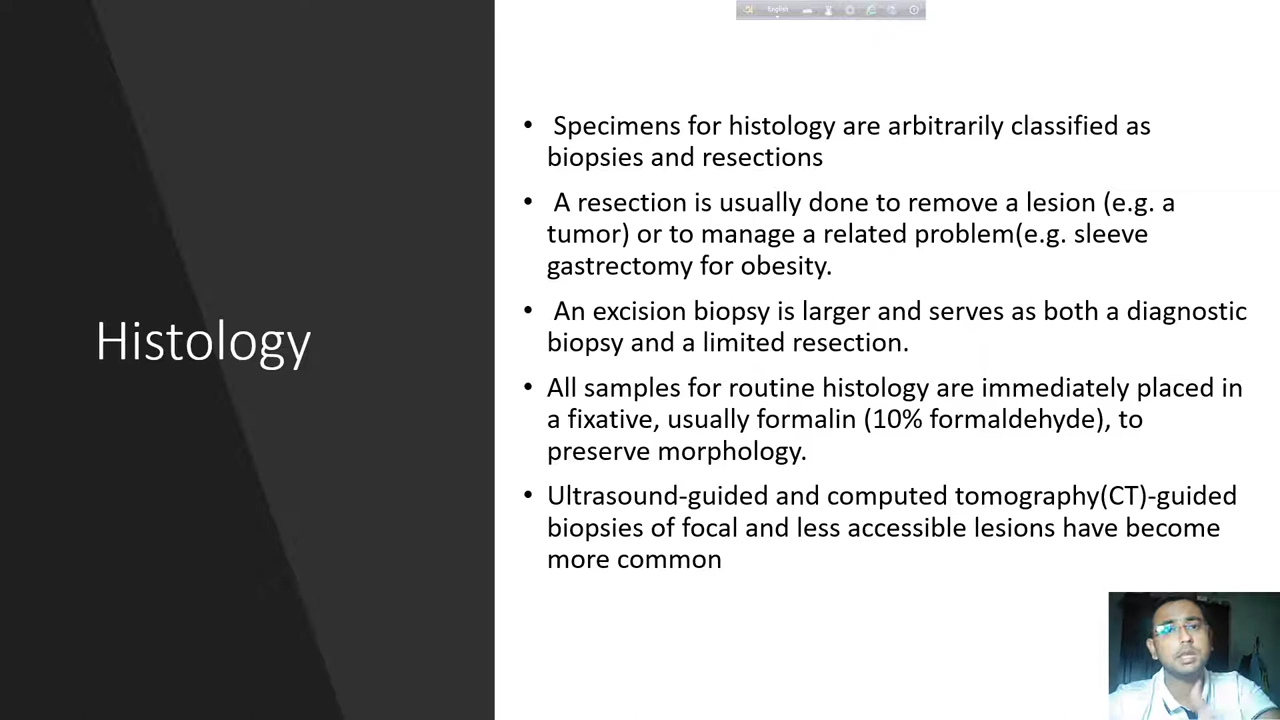 English
Histology
• Specimens for histology are arbitrarily classified as
biopsies and resections
• A resection is usually done to remove a lesion (e.g. a
tumor) or to manage a related problem(e.g. sleeve
gastrectomy for obesity.
• An excision biopsy is larger and serves as both a diagnostic
biopsy and a limited resection.
• All samples for routine histology are immediately placed in
a fixative, usually formalin (10% formaldehyde), to
preserve morphology.
• Ultrasound-guided and computed tomography(CT)-guided
biopsies of focal and less accessible lesions have become
more common